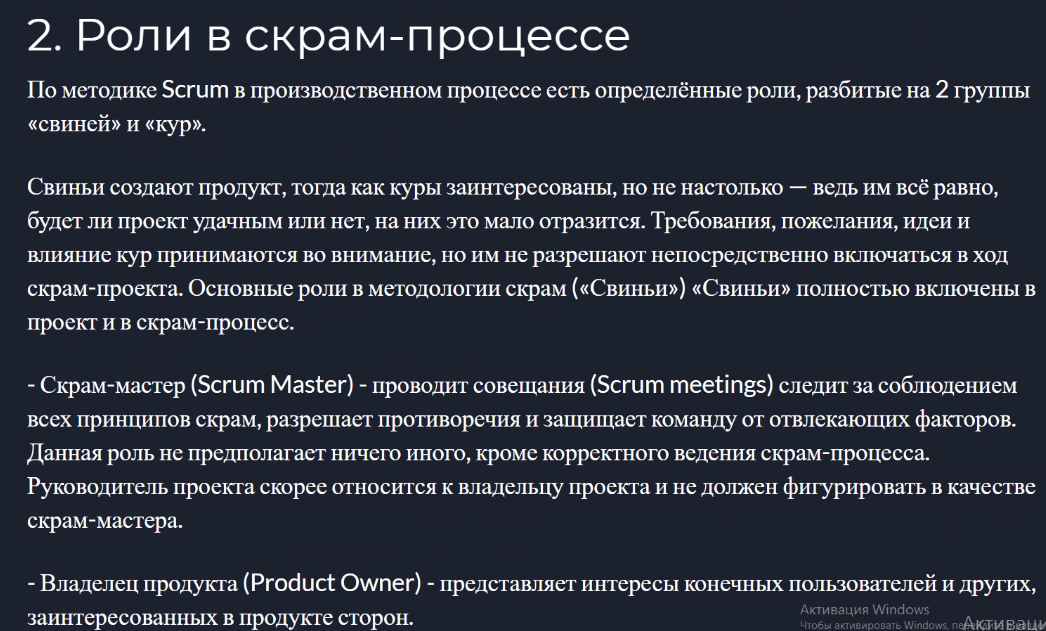 2. Роли в скрам-процессе
По методике Scrum в производственном процессе есть определённые роли, разбитые на 2 группы
«свиней» и «кур».
Свиньи создают продукт, тогда как куры заинтересованы, но не настолько — ведь им всё равно,
будет ли проект удачным или нет, на них это мало отразится. Требования, пожелания, идеи и
влияние кур принимаются во внимание, но им не разрешают непосредственно включаться в ход
скрам-проекта. Основные роли в методологии скрам («Свиньи») «Свиньи» полностью включены в
проект и в скрам-процесс.
- Скрам-мастер (Scrum Master) - проводит совещания (Scrum meetings) следит за соблюдением
всех принципов скрам, разрешает противоречия и защищает команду от отвлекающих факторов.
Данная роль не предполагает ничего иного, кроме корректного ведения скрам-процесса.
Руководитель проекта скорее относится к владельцу проекта и не должен фигурировать в качестве
скрам-мастера.
- Владелец продукта (Product Owner) - представляет интересы конечных пользователей и других,
заинтересованных в продукте сторон.
Активация Windows
Чтобы активировать Windows,